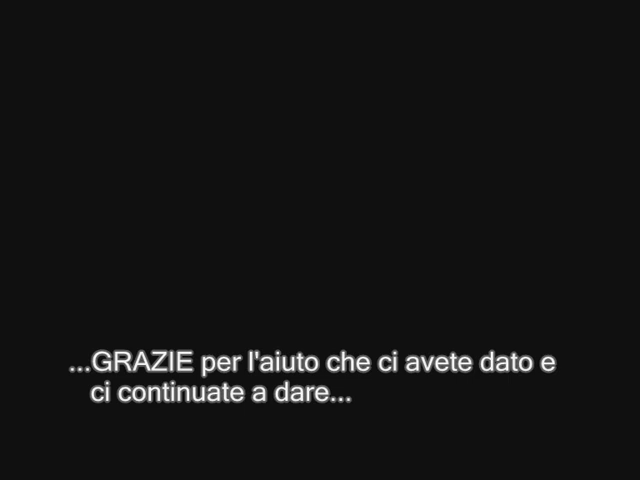 ...GRAZIE per l'aiuto che ci avete dato e
ci continuate a dare...